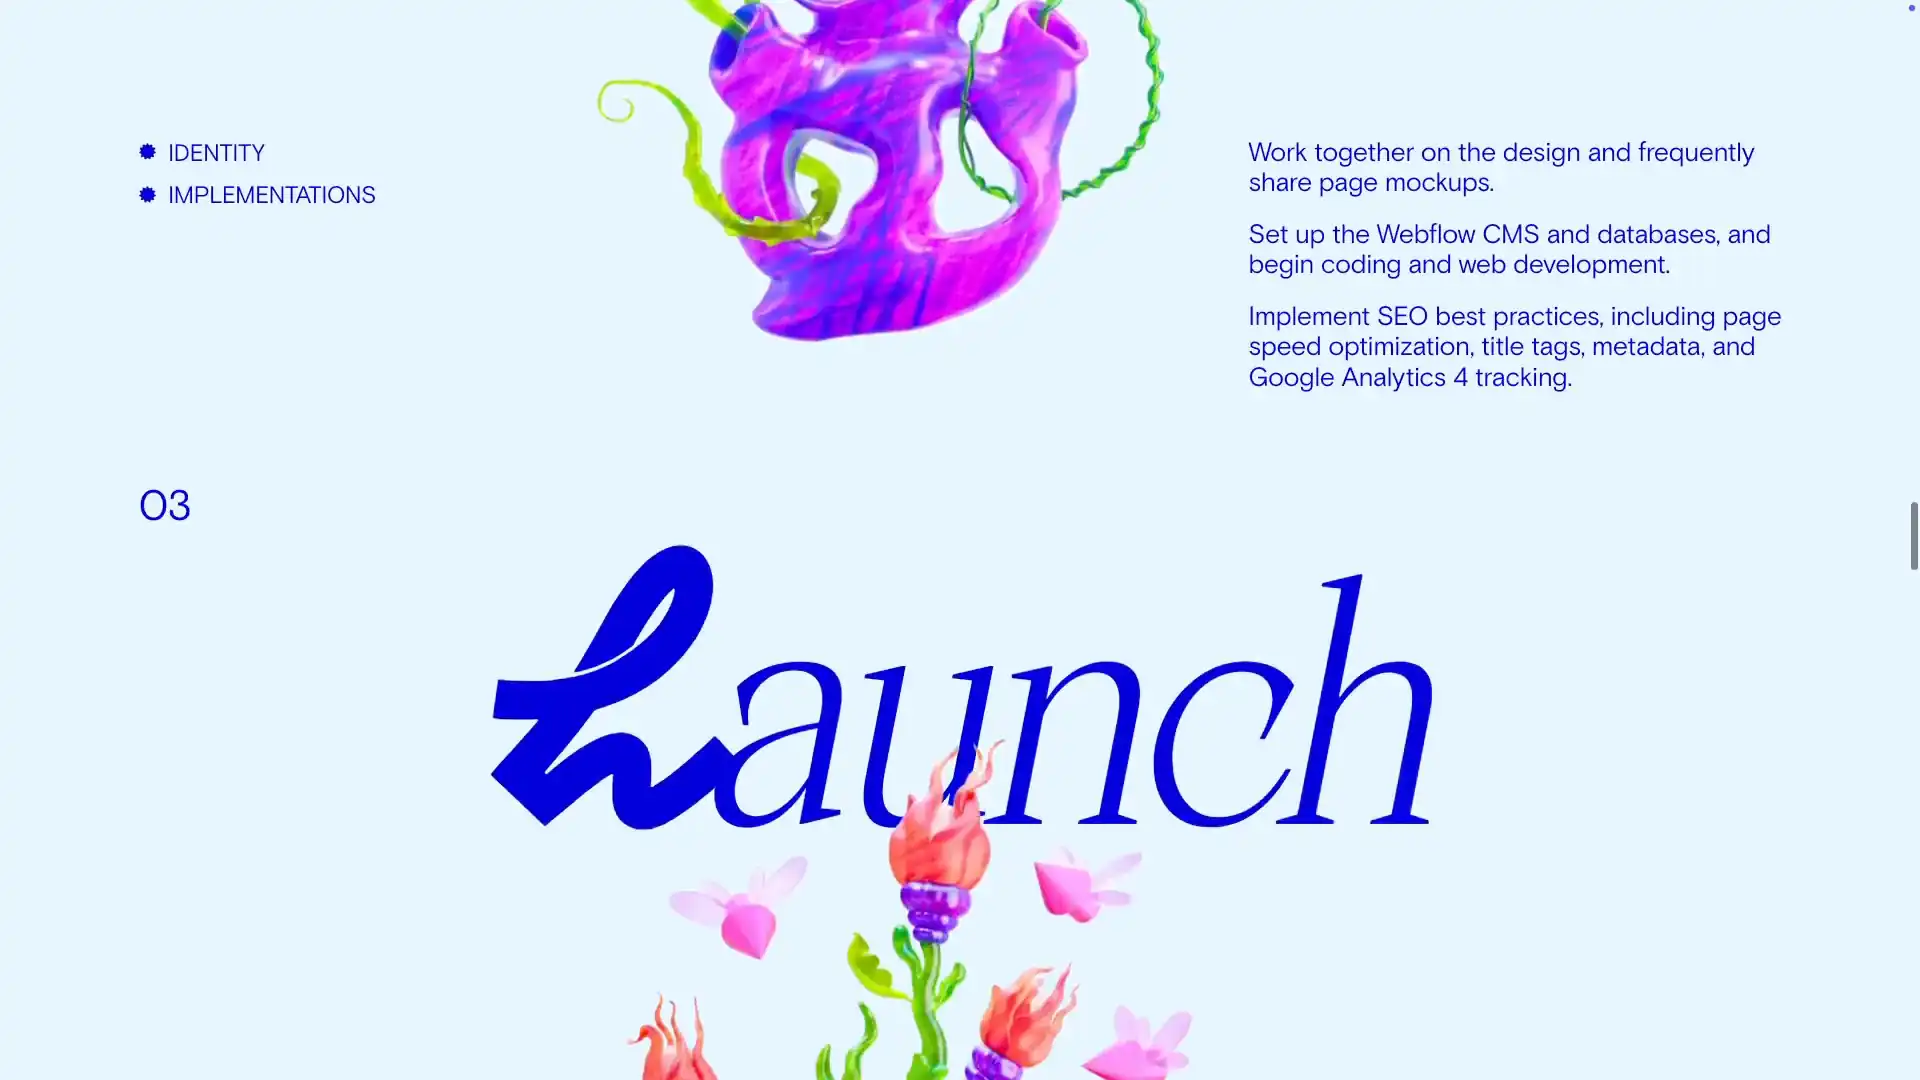 IDENTITY
IMPLEMENTATIONS
Work together on the design and frequently
share page mockups.
Set up the Webflow CMS and databases, and
begin coding and web development.
Implement SEO best practices, including page
speed optimization, title tags, metadata, and
Google Analytics 4 tracking.
03
Launch